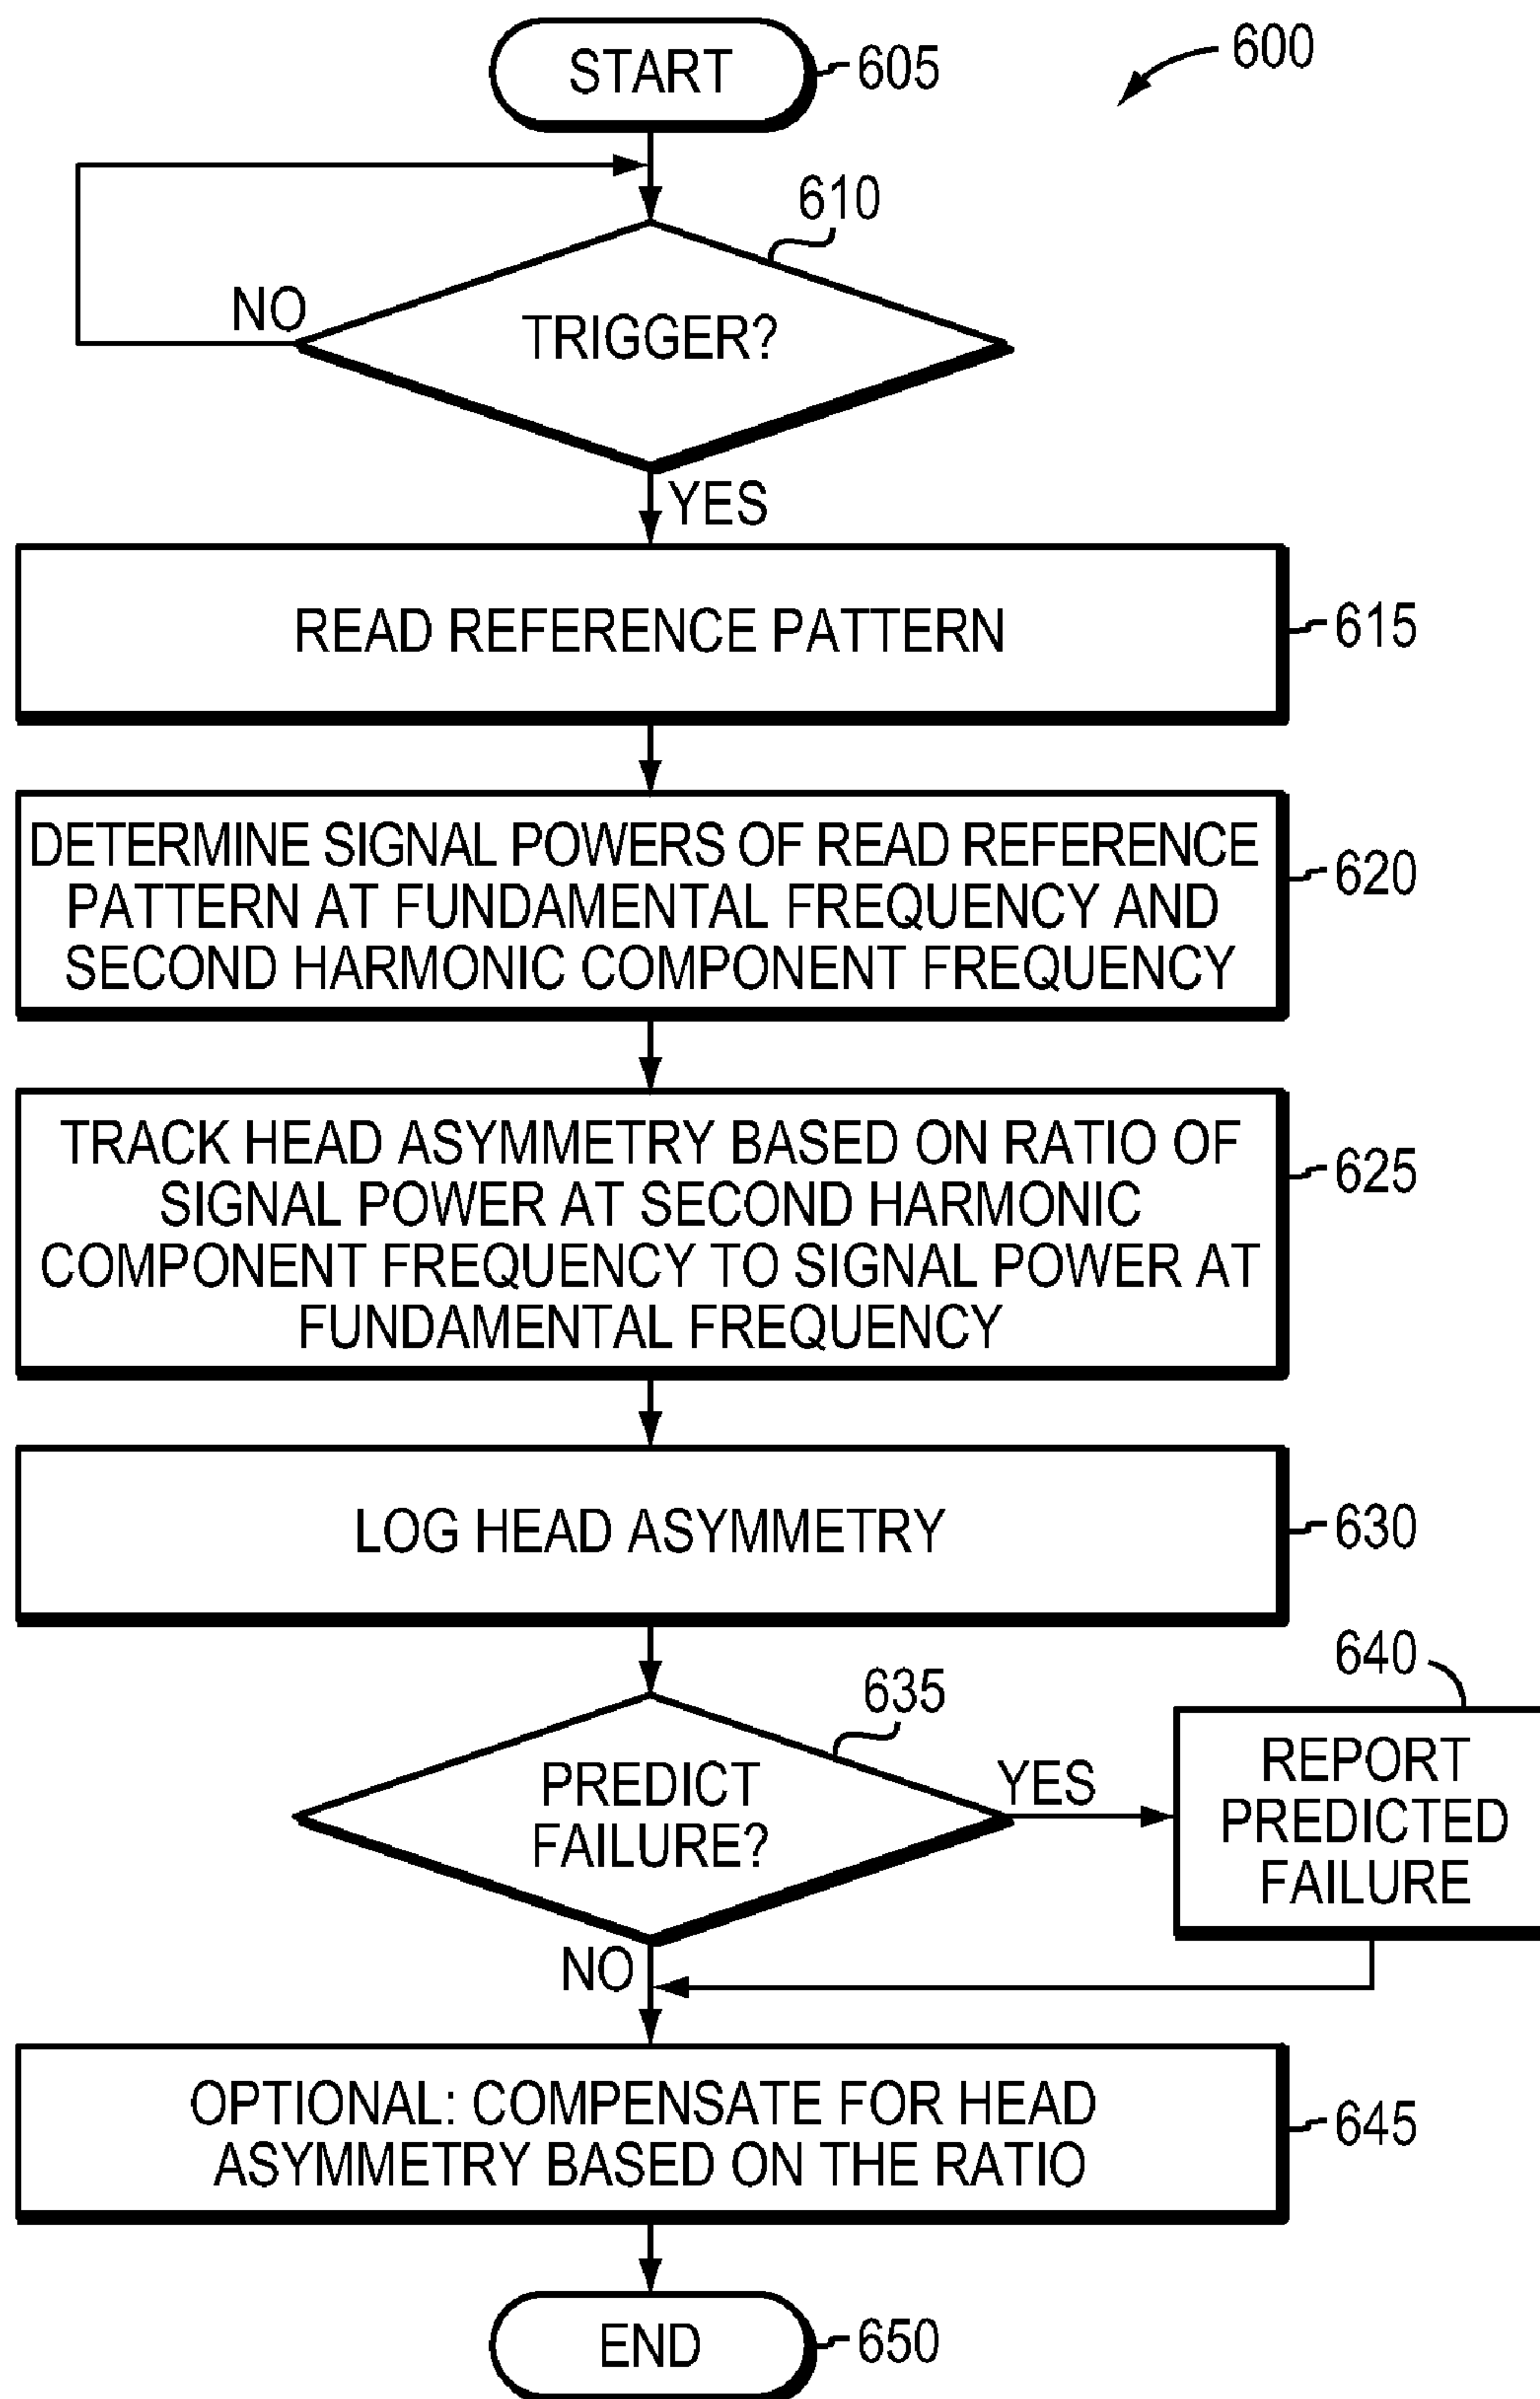 START
605
600
610
NO
TRIGGER?
YES
READ REFERENCE PATTERN
615
DETERMINE SIGNAL POWERS OF READ REFERENCE
PATTERN AT FUNDAMENTAL FREQUENCY AND
SECOND HARMONIC COMPONENT FREQUENCY
620
TRACK HEAD ASYMMETRY BASED ON RATIO OF
SIGNAL POWER AT SECOND HARMONIC
COMPONENT FREQUENCY TO SIGNAL POWER AT
FUNDAMENTAL FREQUENCY
625
LOG HEAD ASYMMETRY
630
635
PREDICT
FAILURE?
YES
640
REPORT
PREDICTED
FAILURE
NO
OPTIONAL: COMPENSATE FOR HEAD
ASYMMETRY BASED ON THE RATIO
645
END
650